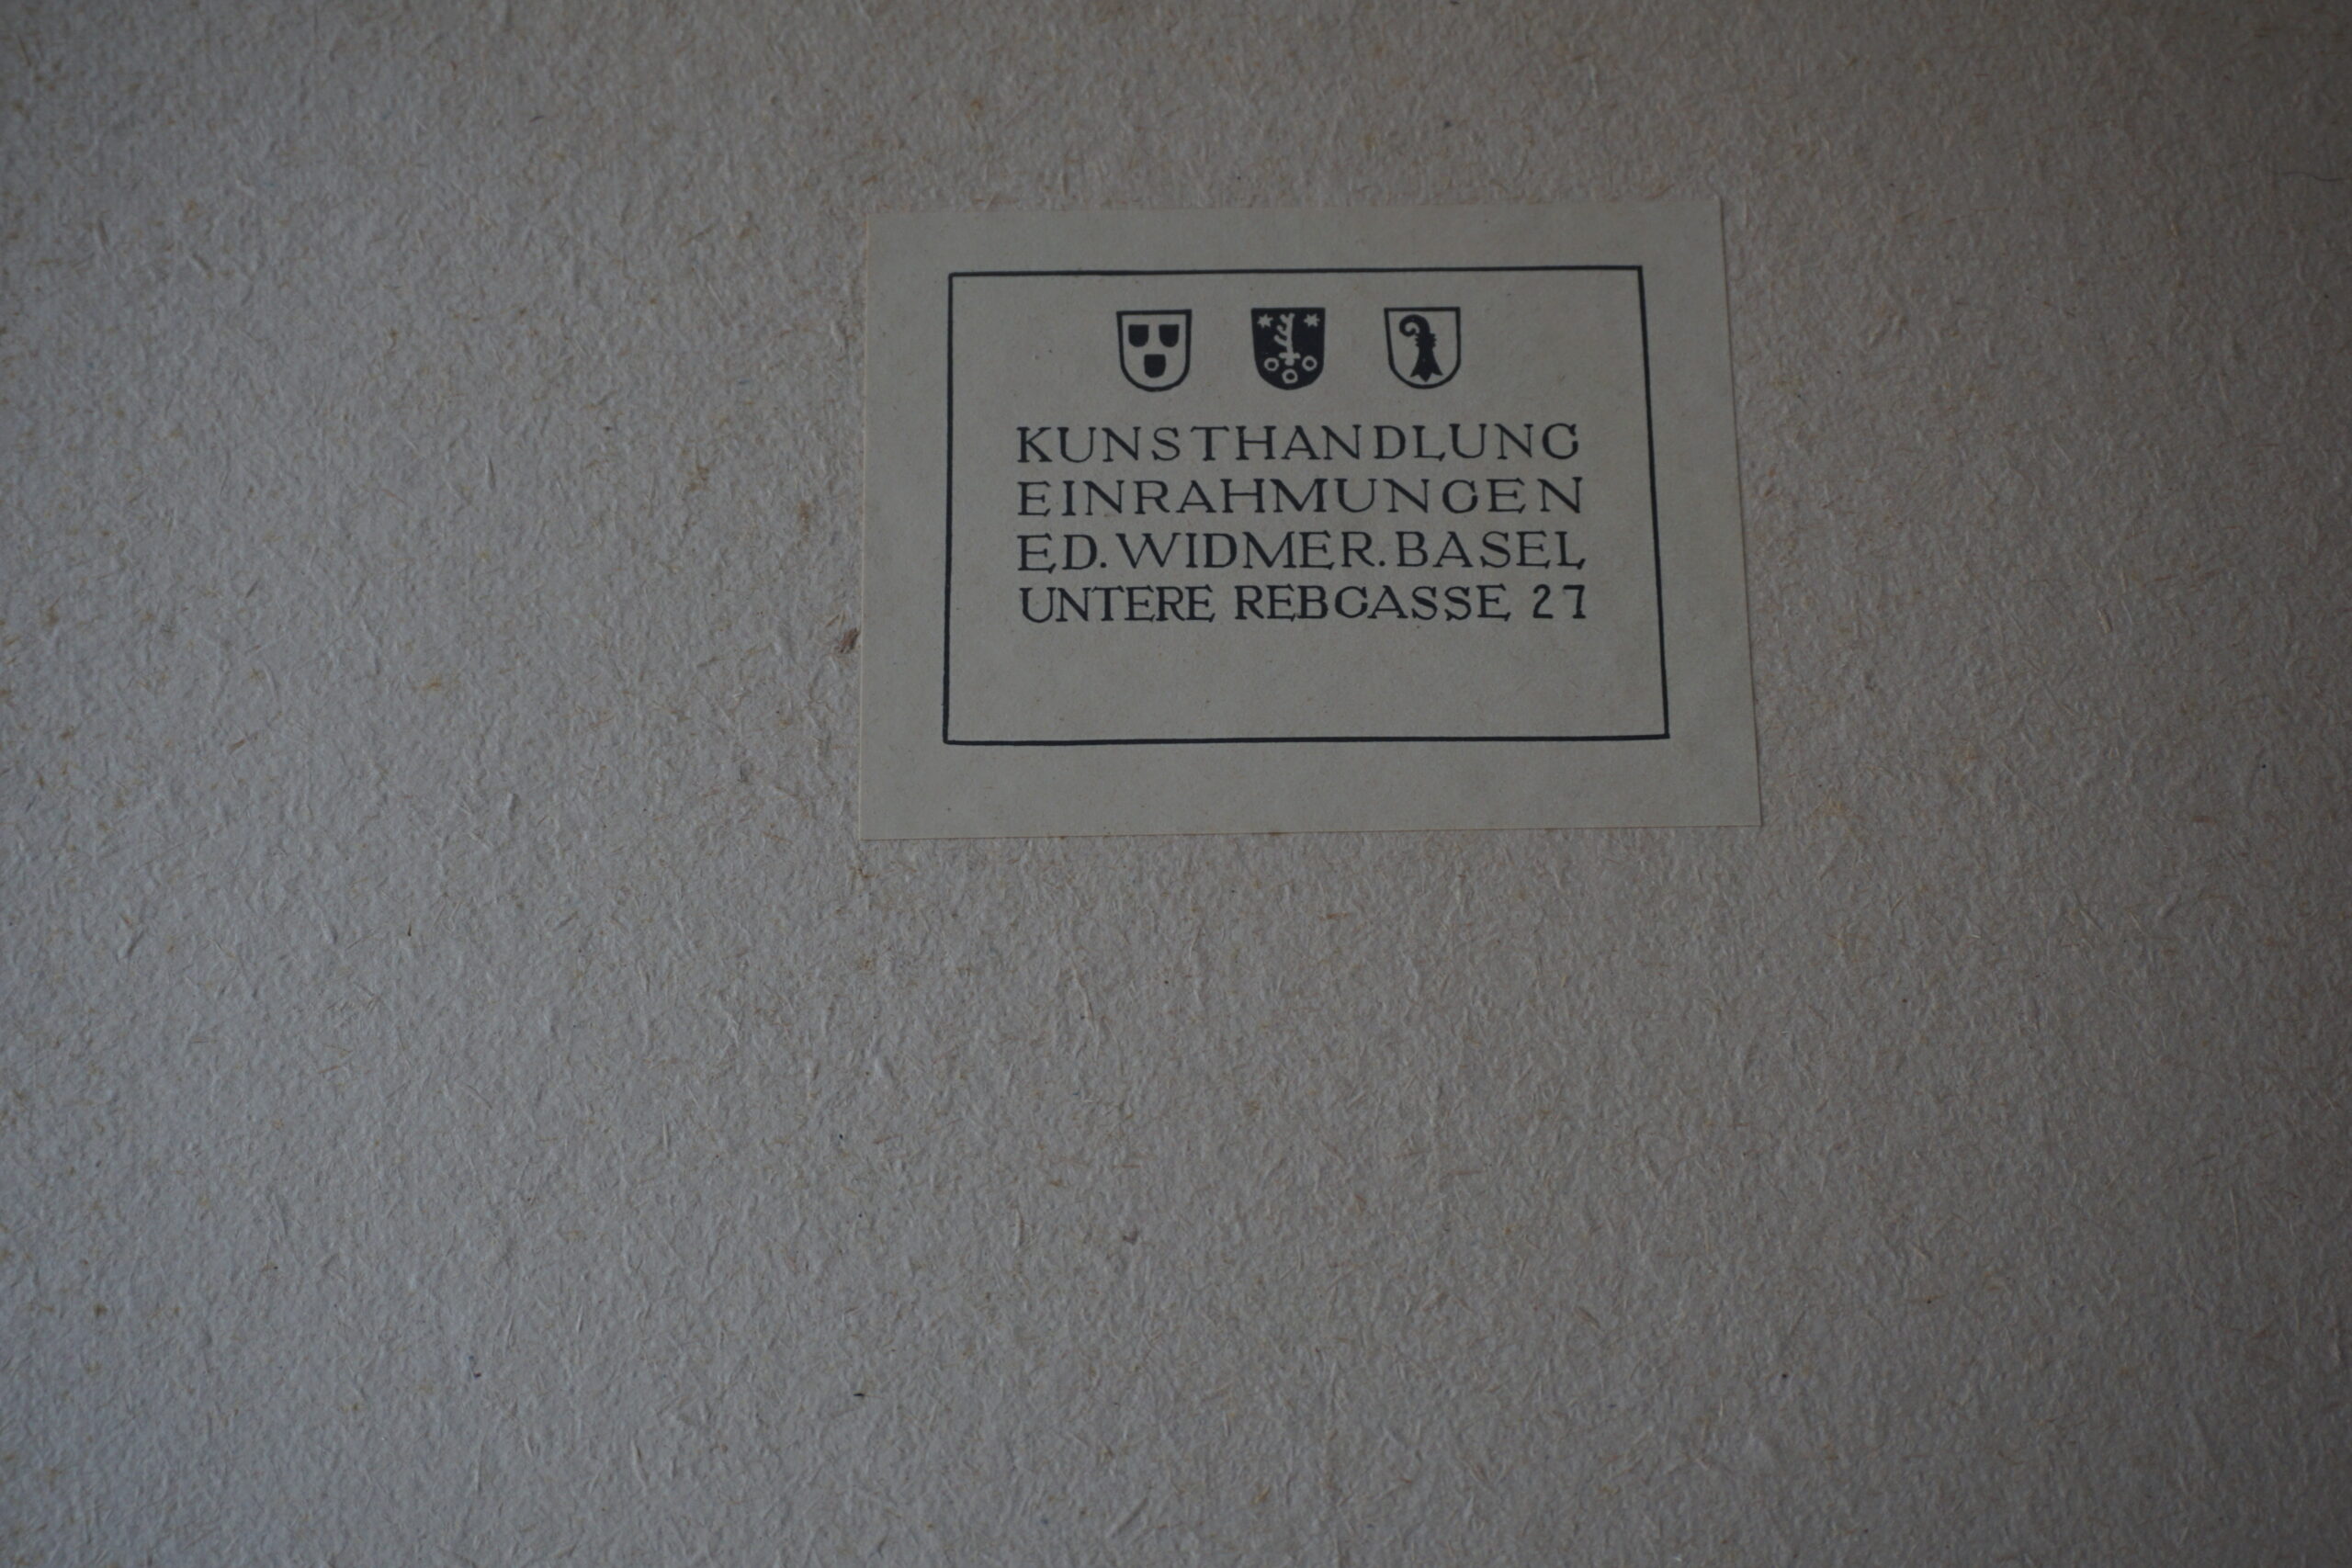 KUNSTHANDLUNG
EINRAHMUNGEN
ED. WIDMER. BASEL
UNTERE REBGASSE 27